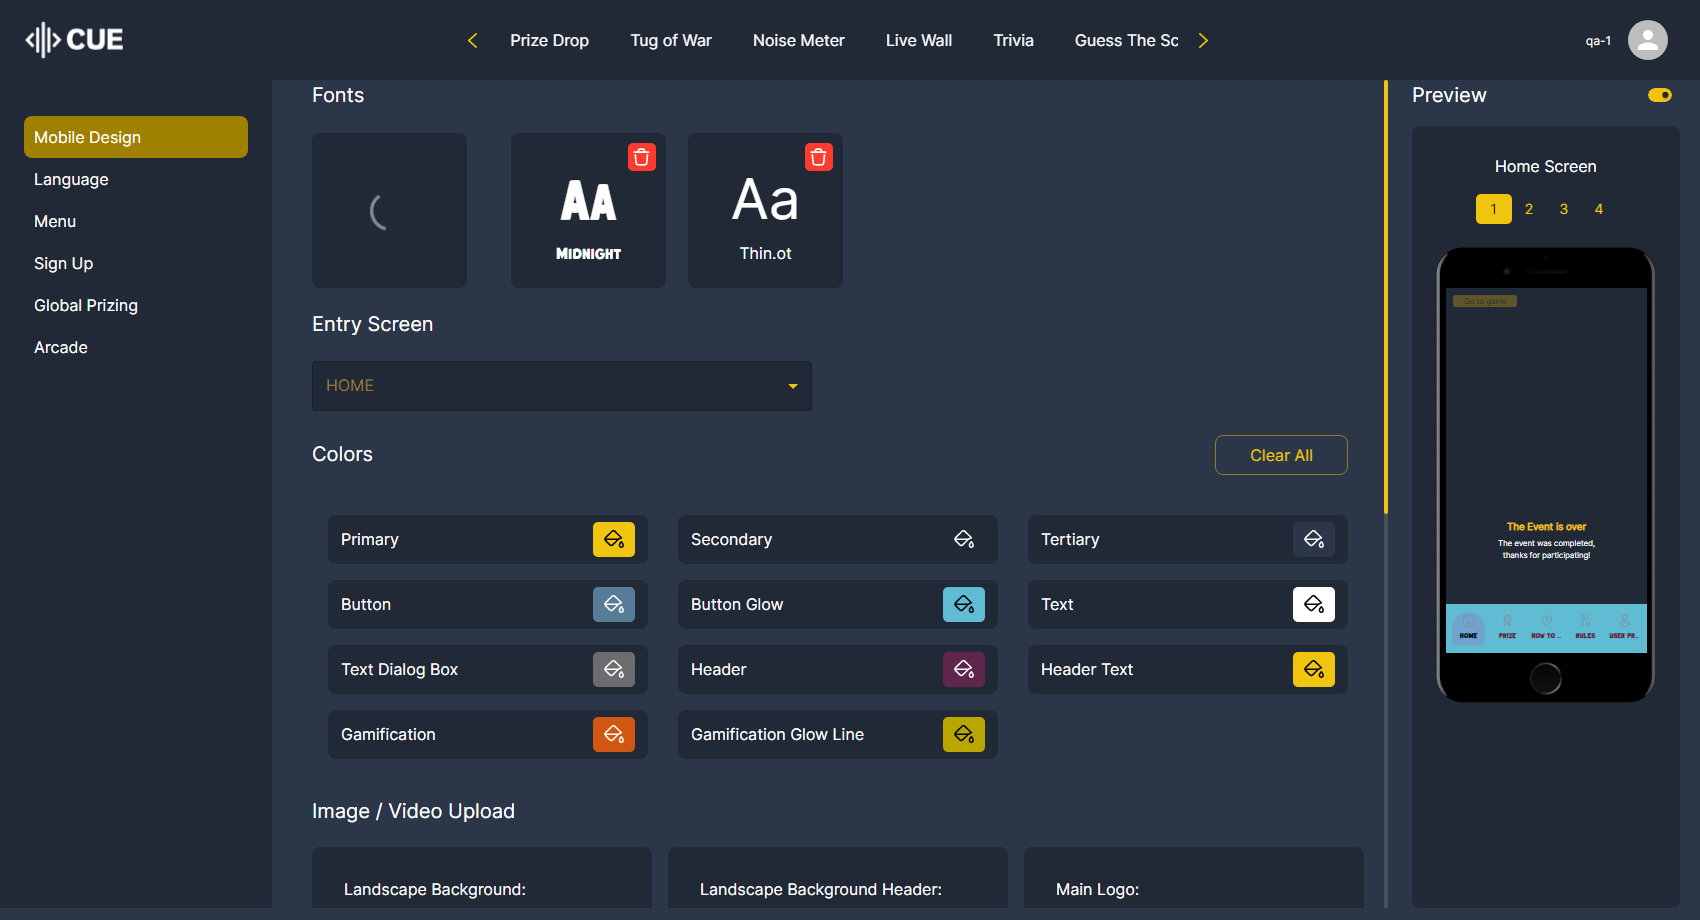 CUE
Prize Drop
Tug of War
Noise Meter
Live Wall
Trivia
Guess The Sc
qa-1
Mobile Design
Language
Menu
Sign Up
Global Prizing
Arcade
Fonts
AA
MIDNIGHT
Aa
Thin.ot
Entry Screen
HOME
Colors
Clear All
Primary
Secondary
Tertiary
Button
Button Glow
Text
Text Dialog Box
Header
Header Text
Gamification
Gamification Glow Line
Image / Video Upload
Landscape Background:
Landscape Background Header:
Main Logo:
Preview
Home Screen
1 2 3 4
Go to game
The Event is over
The event was completed,
thanks for participating!
HOME
PRIZE
HOW TO ..
RULES
USER PR..